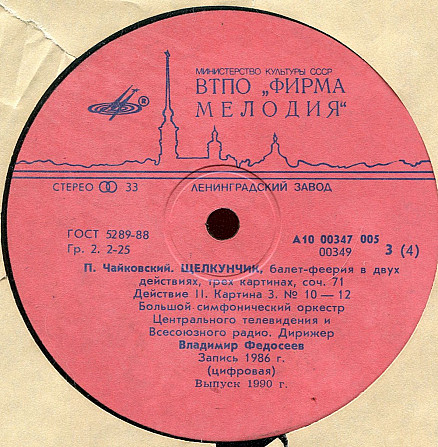 МИНИСТЕРСТВО КУЛЬТУРЫ СССР
ВТПО „ФИРМА
МЕЛОДИЯ“
®
СТЕРЕО 33
ЛЕНИНГРАДСКИЙ ЗАВОД
ГОСТ 5289-88
Гр. 2. 2-25
А10 00347 005
00349 3 (4)
П. Чайковский. ЩЕЛКУНЧИК, балет-феерия в двух
действиях, трех картинах, соч. 71
Действие II. Картина 3. № 10 — 12
Большой симфонический оркестр
Центрального телевидения и
Всесоюзного радио. Дирижер
Владимир Федосеев
Запись 1986 г.
(цифровая)
Выпуск 1990 г.